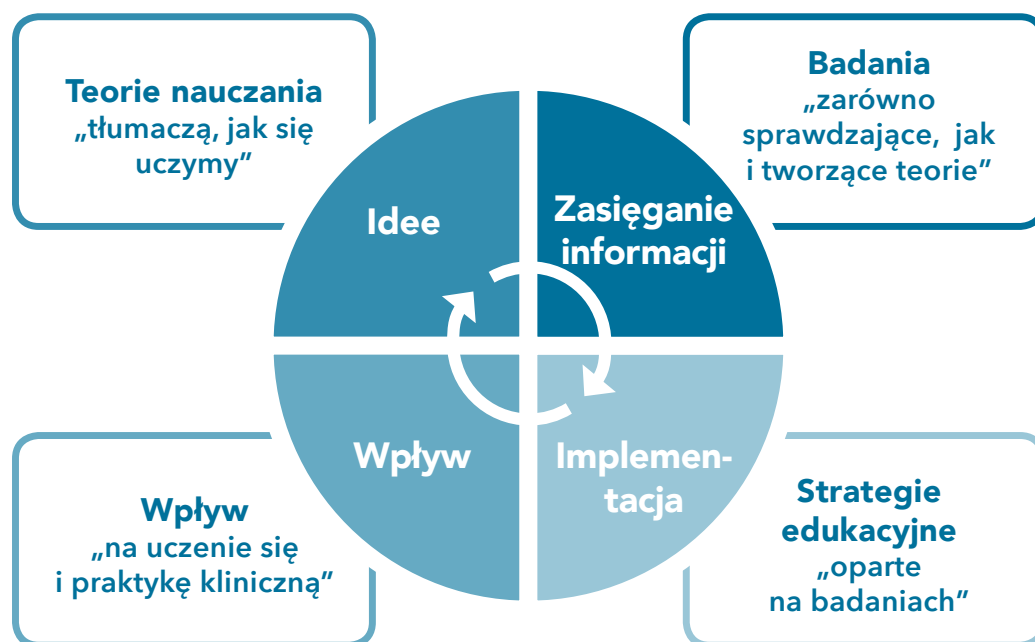 Teorie nauczania
„tłumaczą, jak się
uczymy”
Badania
„zarówno
sprawdzające, jak
i tworzące teorie”
Idee
Zasięganie
informacji
Wpływ
Implemen-
tacja
Wpływ
„na uczenie się
i praktykę kliniczną”
Strategie
edukacyjne
„oparte
na badaniach”